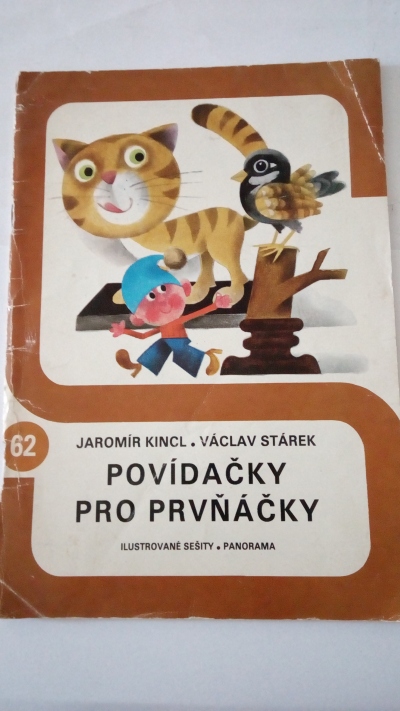 62
JAROMÍR KINCL • VÁCLAV STÁREK
POVÍDAČKY
PRO PRVŇÁČKY
ILUSTROVANÉ SEŠITY • PANORAMA